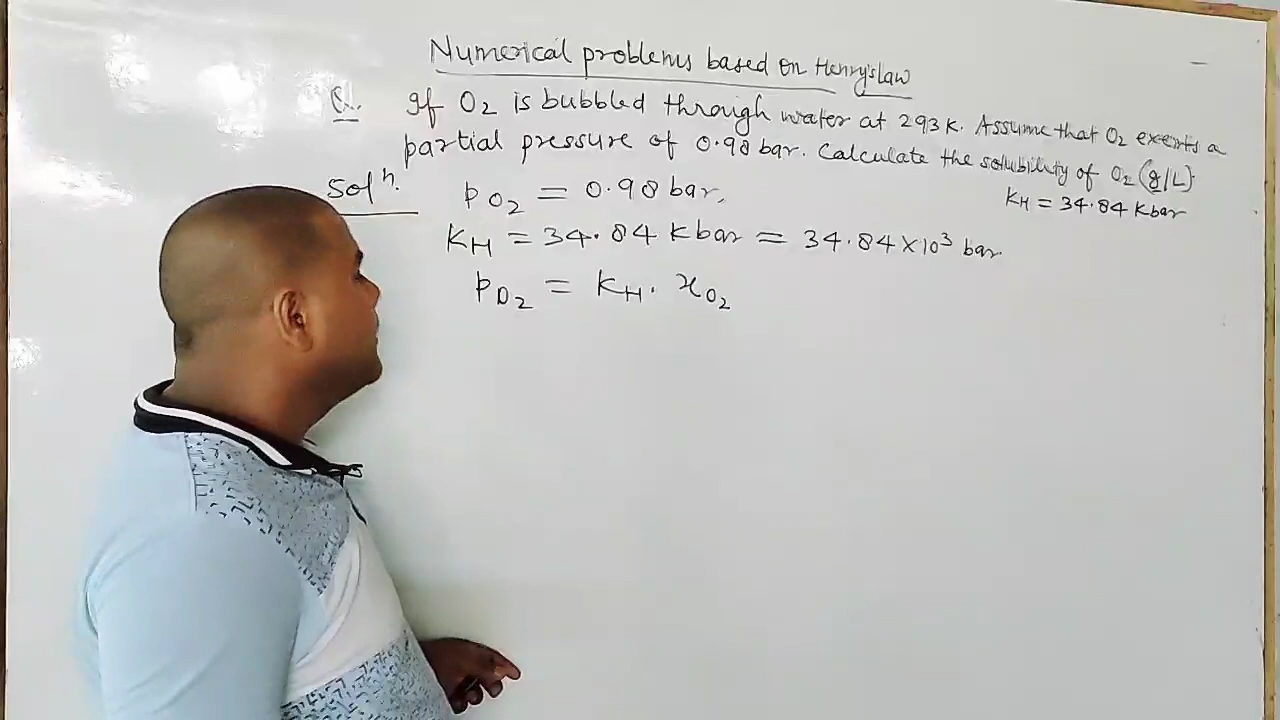 Numerical problems based on Henry's law
Q1. If O2 is bubbled through water at 293 K. Assume that O2 exerts a
partial pressure of 0.98 bar. Calculate the solubility of O2 (g/L).
KH = 34.84 Kbar
Solⁿ. pO2 = 0.98 bar,
KH = 34.84 Kbar = 34.84 × 10³ bar
pO2 = KH . xO2